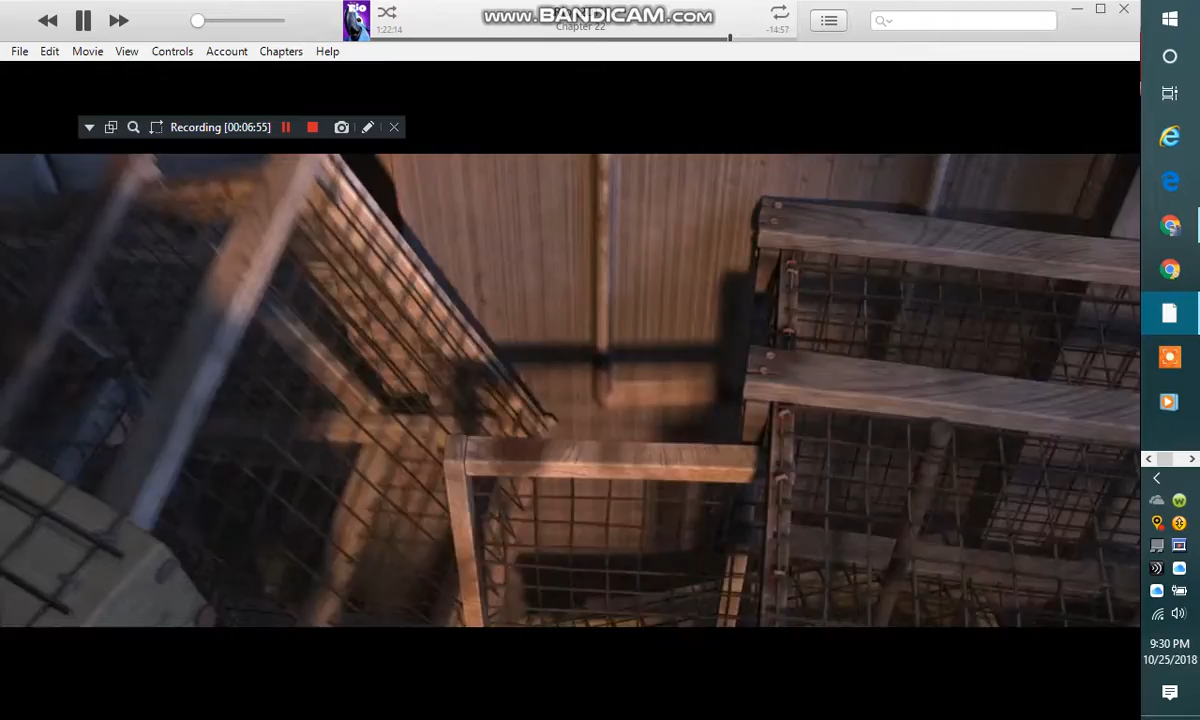 Rio
WWW.BANDICAM.COM
Chapter 22
1:22:14
-14:57
File Edit Movie View Controls Account Chapters Help
Recording [00:06:55]
9:30 PM
10/25/2018